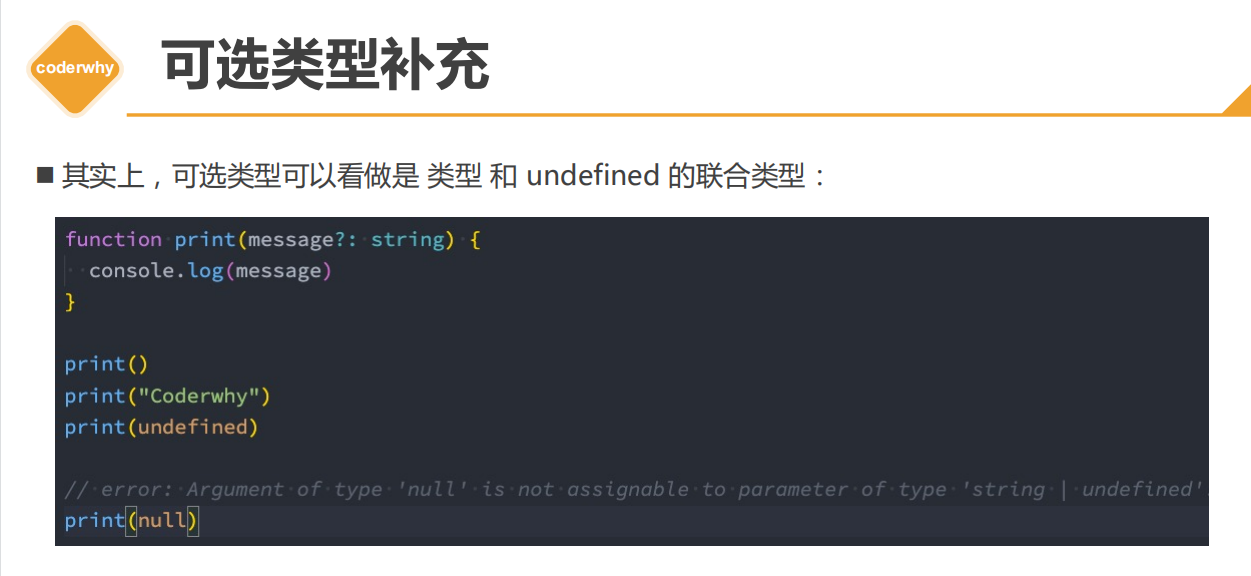 coderwhy
可选类型补充
■ 其实上，可选类型可以看做是 类型 和 undefined 的联合类型：
function print(message?: string) {
  console.log(message)
}
print()
print("Coderwhy")
print(undefined)
// error: Argument of type 'null' is not assignable to parameter of type 'string | undefined'.
print(null)